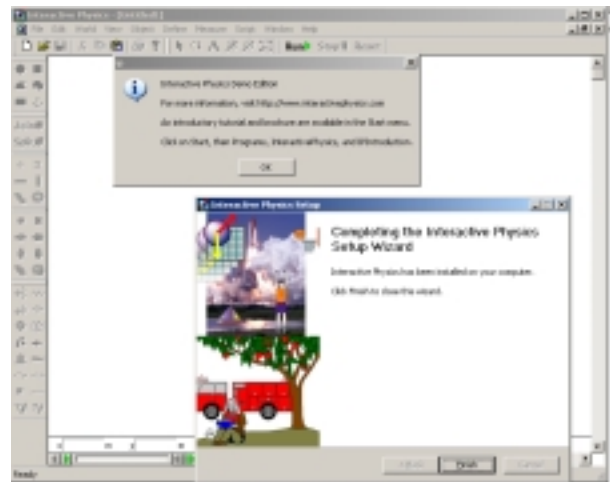 Interactive Physics - [Untitled1]
File Edit World View Object Define Measure Script Window Help
Run Stop Reset
Interactive Physics Demo Edition
For more information, visit http://www.interactivephysics.com
An introductory tutorial and brochure are available in the Start menu.
Click on Start, then Programs, Interactive Physics, and IP Introduction.
OK
Join
Split
Interactive Physics Setup
Completing the Interactive Physics
Setup Wizard
Interactive Physics has been installed on your computer.
Click Finish to close the wizard.
x
m
y
m
< Back Finish Cancel
Ready